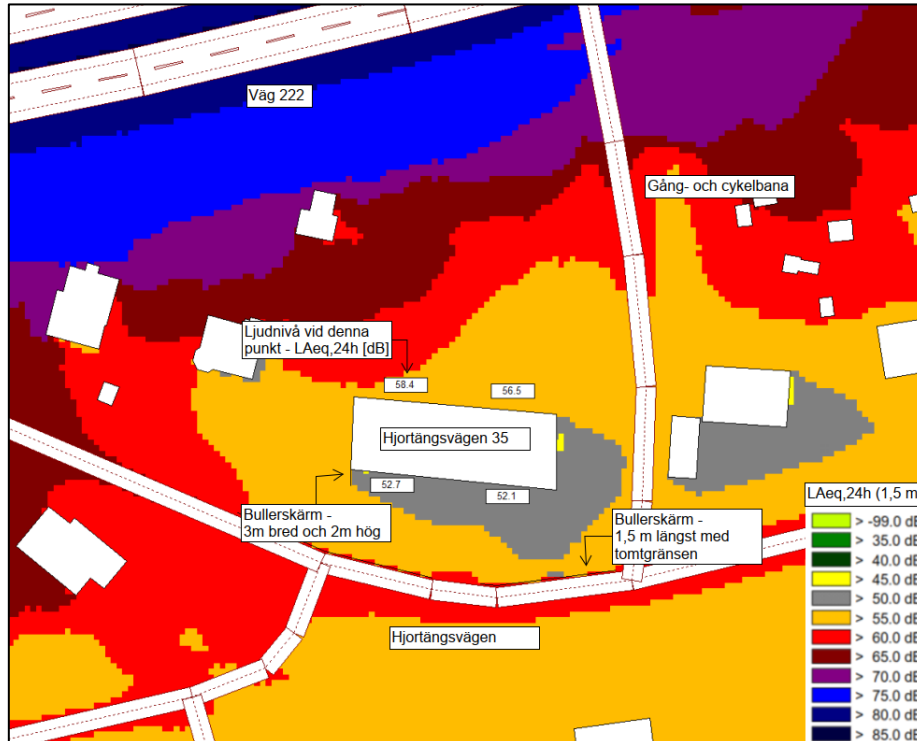 Väg 222
Gång- och cykelbana
Ljudnivå vid denna
punkt - LAeq,24h [dB]
58.4
56.5
Hjortängsvägen 35
52.7
52.1
Bullerskärm -
3m bred och 2m hög
Bullerskärm -
1,5 m längst med
tomtgränsen
Hjortängsvägen
LAeq,24h (1,5 m
> -99.0 dB
> 35.0 dB
> 40.0 dB
> 45.0 dB
> 50.0 dB
> 55.0 dB
> 60.0 dB
> 65.0 dB
> 70.0 dB
> 75.0 dB
> 80.0 dB
> 85.0 dB